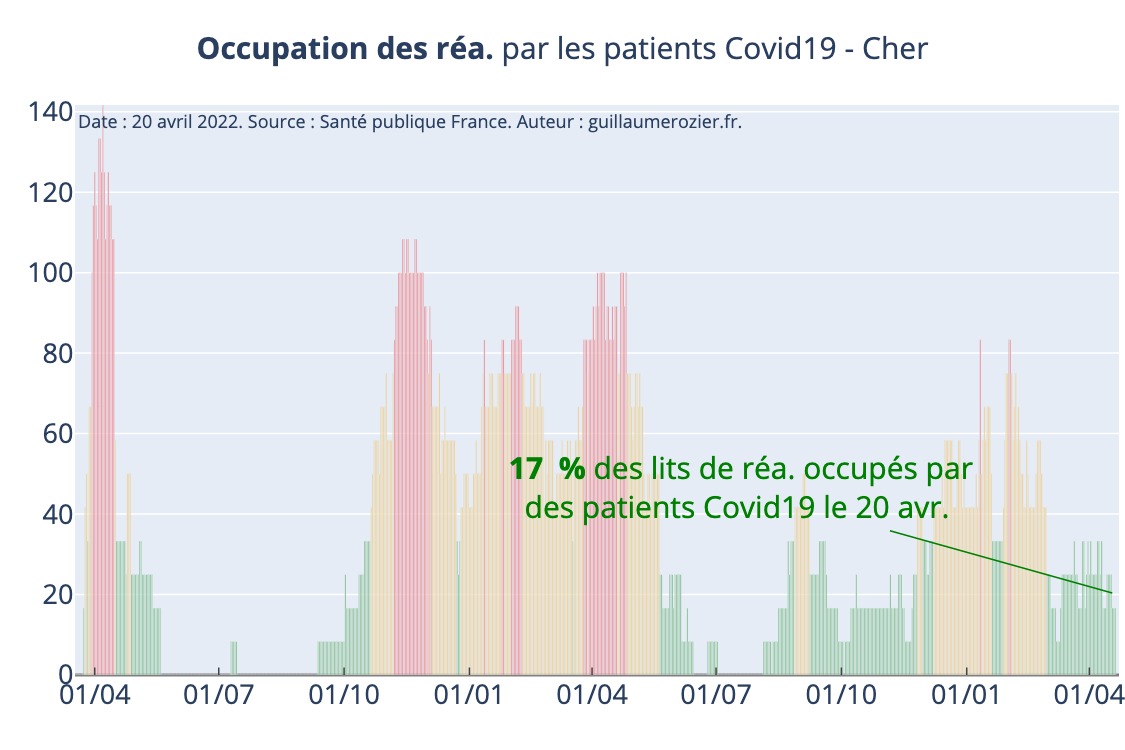 Occupation des réa. par les patients Covid19 - Cher
140
Date : 20 avril 2022. Source : Santé publique France. Auteur : guillaumerozier.fr.
120
100
80
60
17  % des lits de réa. occupés par
des patients Covid19 le 20 avr.
40
20
0
01/04 01/07 01/10 01/01 01/04 01/07 01/10 01/01 01/04